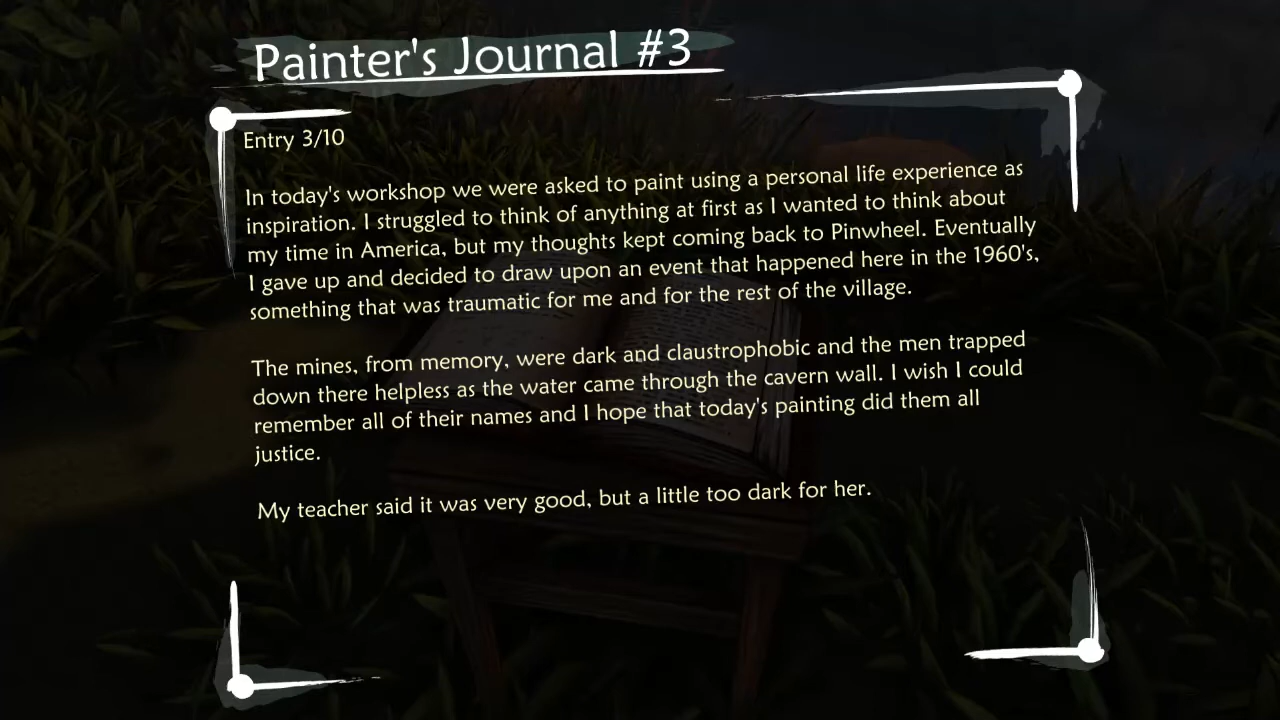 Painter's Journal #3
Entry 3/10
In today's workshop we were asked to paint using a personal life experience as
inspiration. I struggled to think of anything at first as I wanted to think about
my time in America, but my thoughts kept coming back to Pinwheel. Eventually
I gave up and decided to draw upon an event that happened here in the 1960's,
something that was traumatic for me and for the rest of the village.
The mines, from memory, were dark and claustrophobic and the men trapped
down there helpless as the water came through the cavern wall. I wish I could
remember all of their names and I hope that today's painting did them all
justice.
My teacher said it was very good, but a little too dark for her.